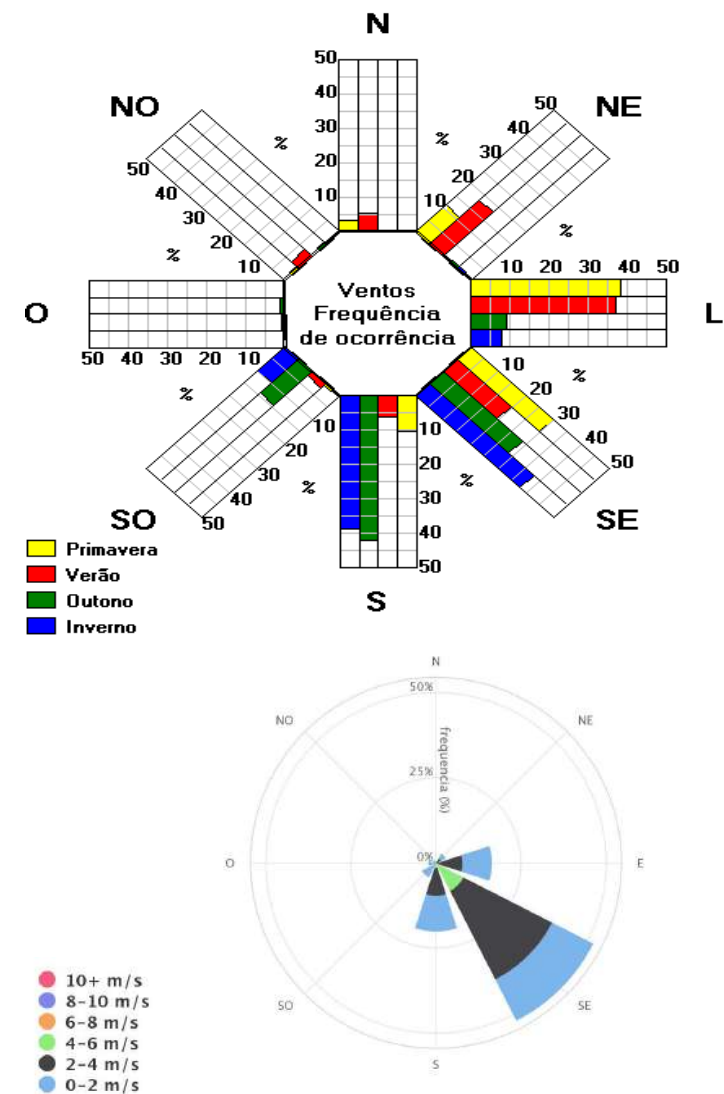 N
NO
NE
50
40
30
20
10
%
%
50
40
30
20
10
50
40
30
20
10
%
%
10 20 30 40 50
O
L
Ventos
Frequência
de ocorrência
50 40 30 20 10
%
%
10
20
30
40
50
10
20
30
40
50
%
%
10
20
30
40
50
SO
SE
S
Primavera
Verão
Outono
Inverno
N
50%
NO
NE
frequencia (%)
25%
0%
O
E
SO
SE
S
10+ m/s
8-10 m/s
6-8 m/s
4-6 m/s
2-4 m/s
0-2 m/s